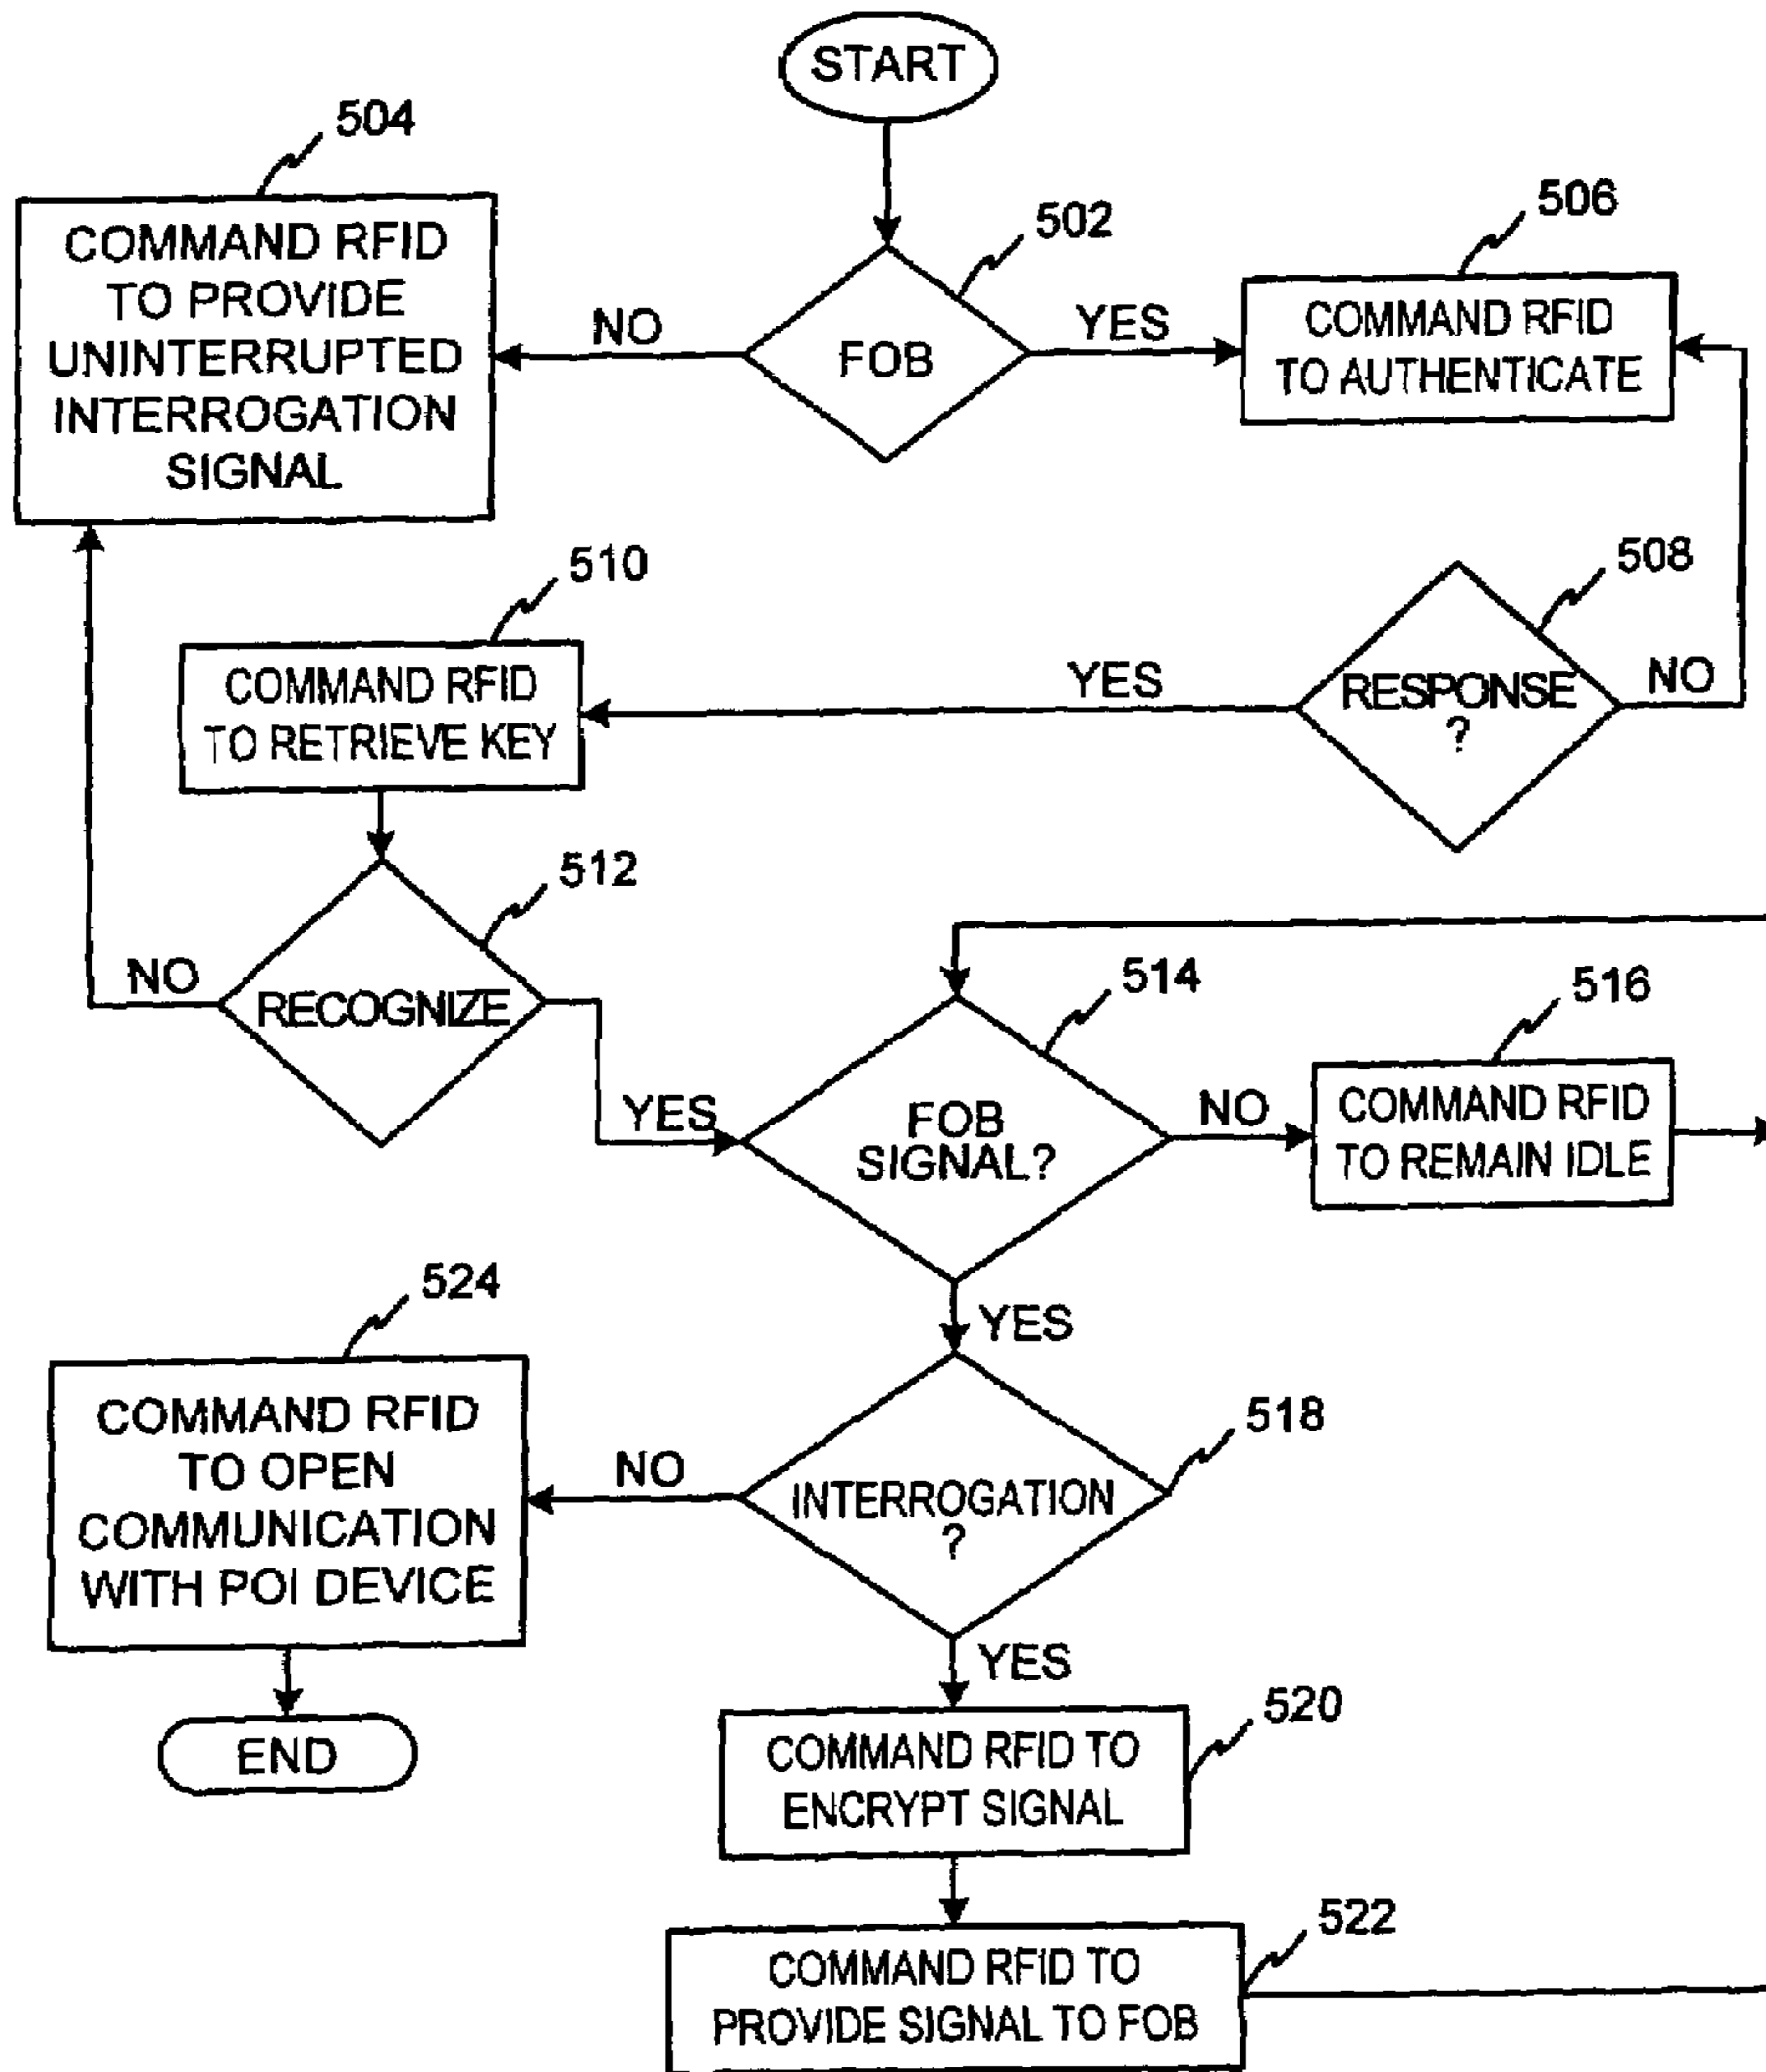 START
504
COMMAND RFID
TO PROVIDE
UNINTERRUPTED
INTERROGATION
SIGNAL
NO
502
FOB
YES
506
COMMAND RFID
TO AUTHENTICATE
510
COMMAND RFID
TO RETRIEVE KEY
YES
508
RESPONSE
?
NO
512
NO
RECOGNIZE
YES
514
FOB
SIGNAL?
NO
516
COMMAND RFID
TO REMAIN IDLE
YES
524
COMMAND RFID
TO OPEN
COMMUNICATION
WITH POI DEVICE
NO
518
INTERROGATION
?
YES
END
520
COMMAND RFID TO
ENCRYPT SIGNAL
522
COMMAND RFID TO
PROVIDE SIGNAL TO FOB